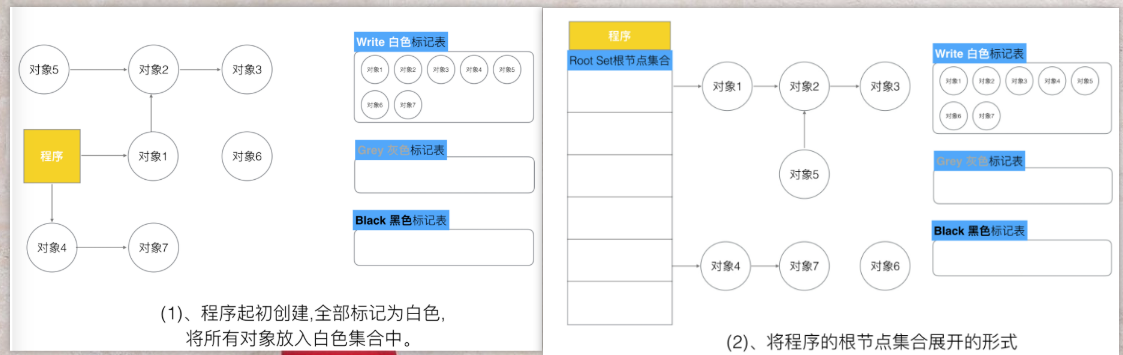 对象5
对象2
对象3
程序
对象1
对象6
对象4
对象7
Write 白色标记表
对象1 对象2 对象3 对象4 对象5
对象6 对象7
Grey 灰色标记表
Black 黑色标记表
(1)、程序起初创建,全部标记为白色,
将所有对象放入白色集合中。
程序
Root Set根节点集合
对象1
对象2
对象3
对象5
对象4
对象7
对象6
Write 白色标记表
对象1 对象2 对象3 对象4 对象5
对象6 对象7
Grey 灰色标记表
Black 黑色标记表
(2)、将程序的根节点集合展开的形式